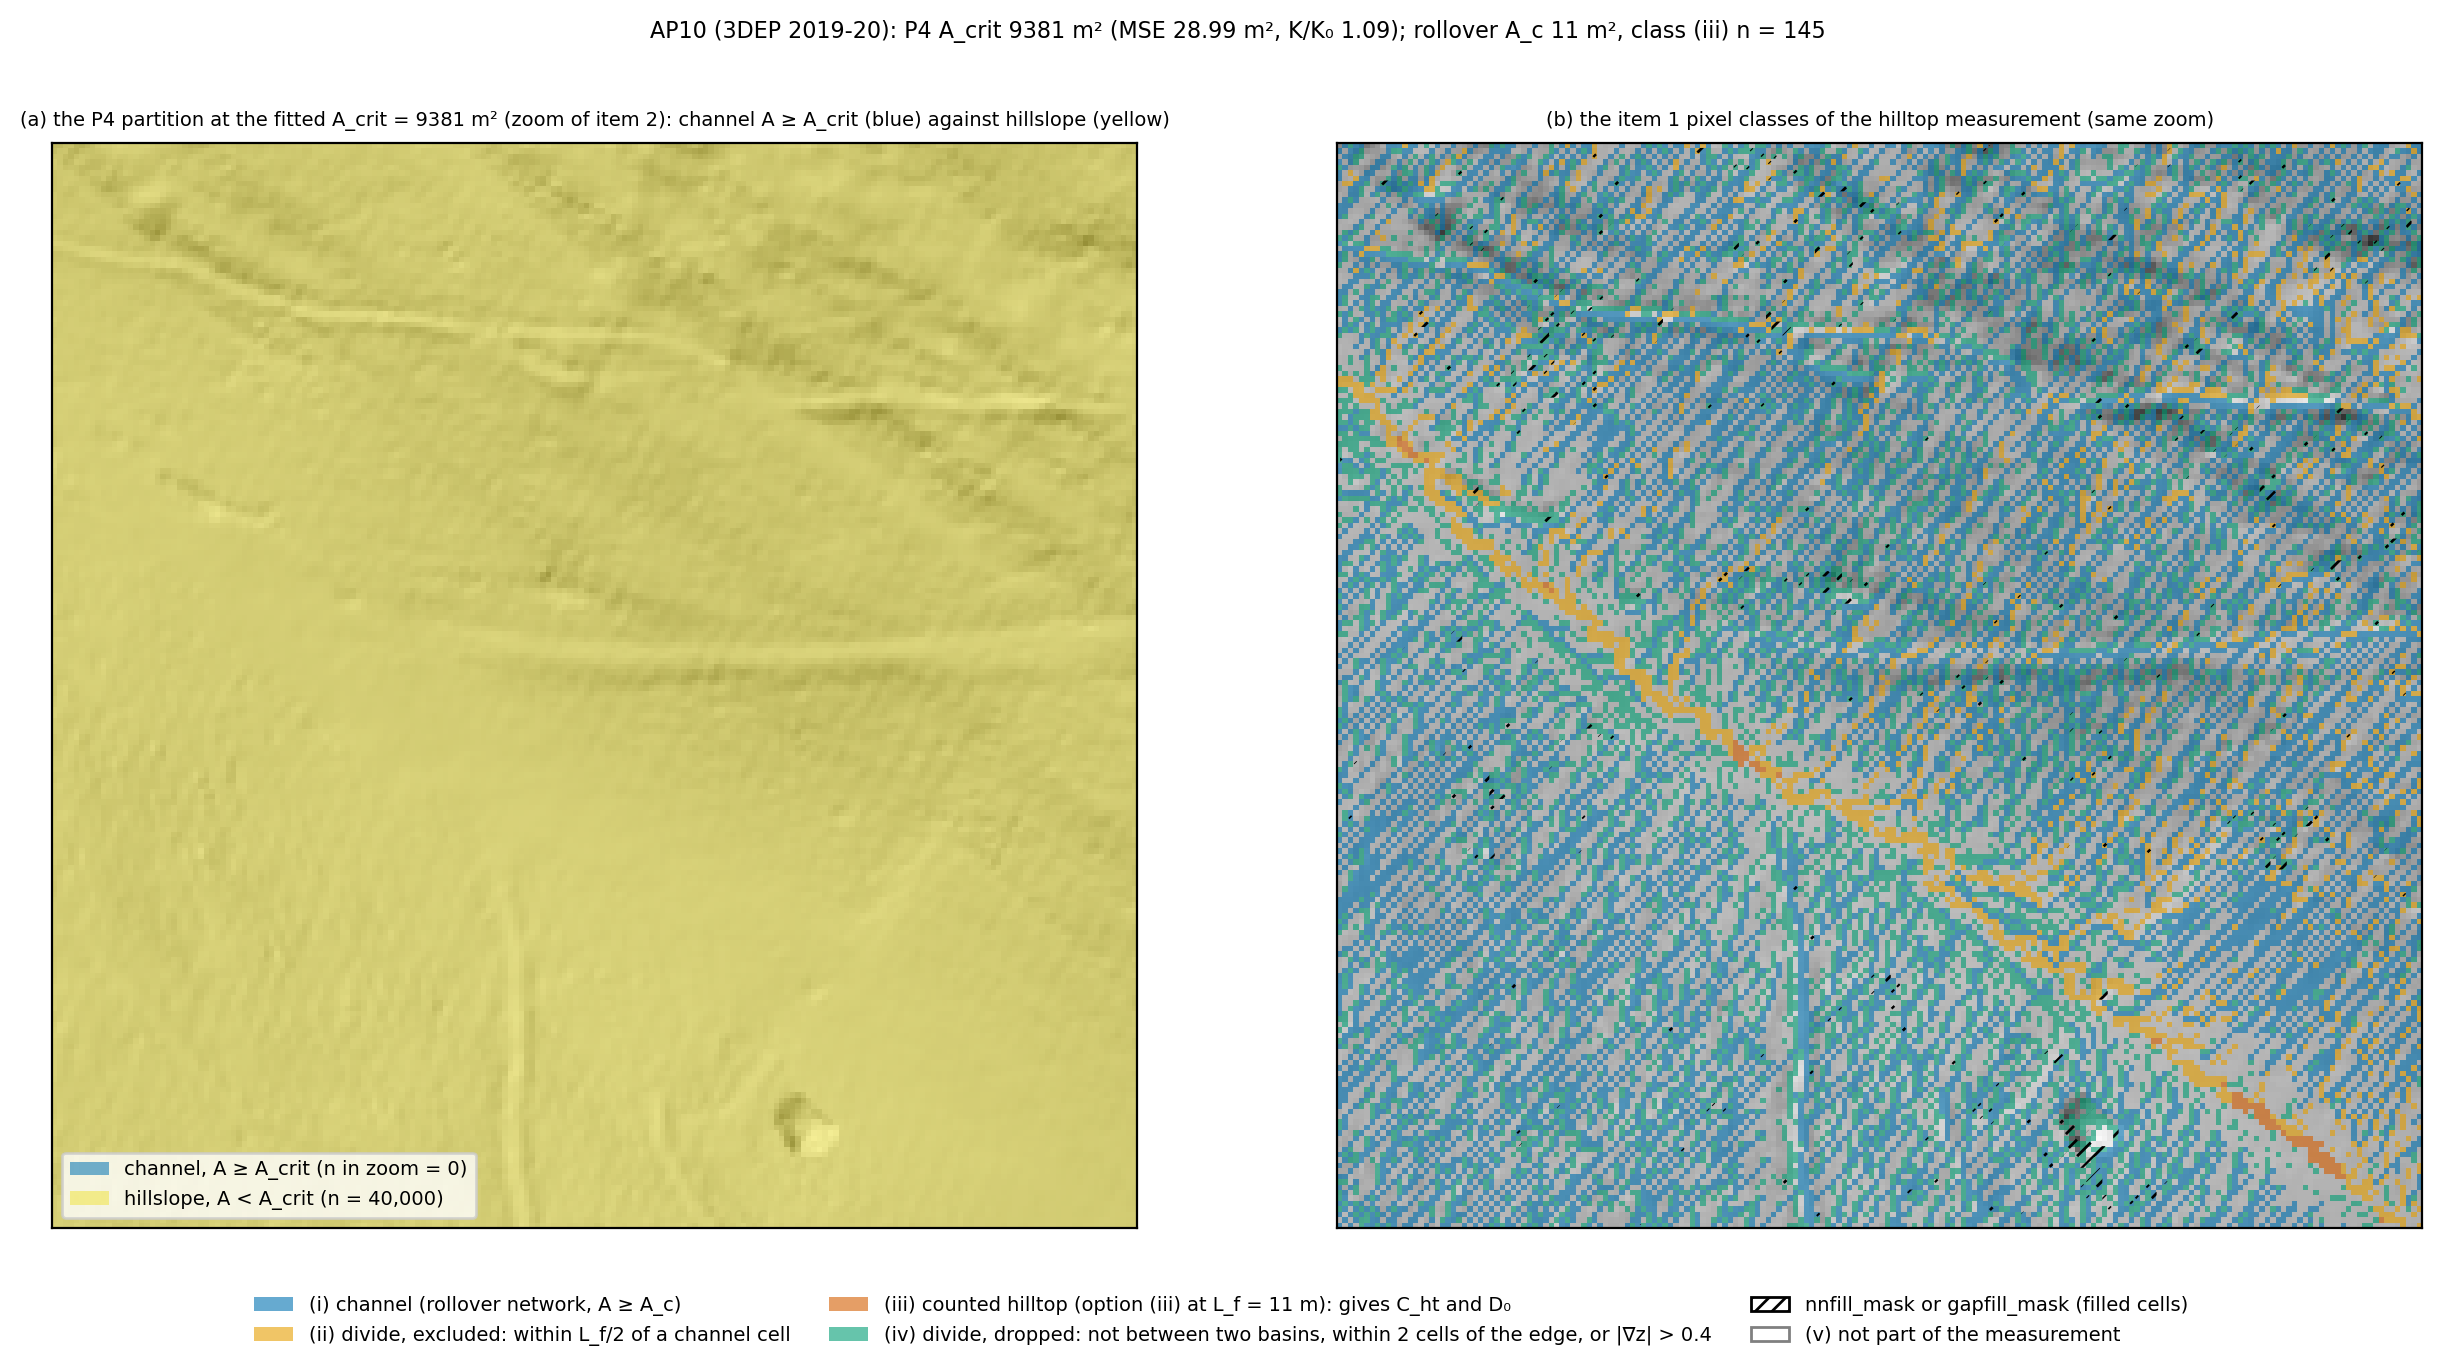 AP10 (3DEP 2019-20): P4 A_crit 9381 m² (MSE 28.99 m², K/K₀ 1.09); rollover A_c 11 m², class (iii) n = 145
(a) the P4 partition at the fitted A_crit = 9381 m² (zoom of item 2): channel A ≥ A_crit (blue) against hillslope (yellow)
(b) the item 1 pixel classes of the hilltop measurement (same zoom)
channel, A ≥ A_crit (n in zoom = 0)
hillslope, A < A_crit (n = 40,000)
(i) channel (rollover network, A ≥ A_c)
(ii) divide, excluded: within L_f/2 of a channel cell
(iii) counted hilltop (option (iii) at L_f = 11 m): gives C_ht and D₀
(iv) divide, dropped: not between two basins, within 2 cells of the edge, or |∇z| > 0.4
nnfill_mask or gapfill_mask (filled cells)
(v) not part of the measurement